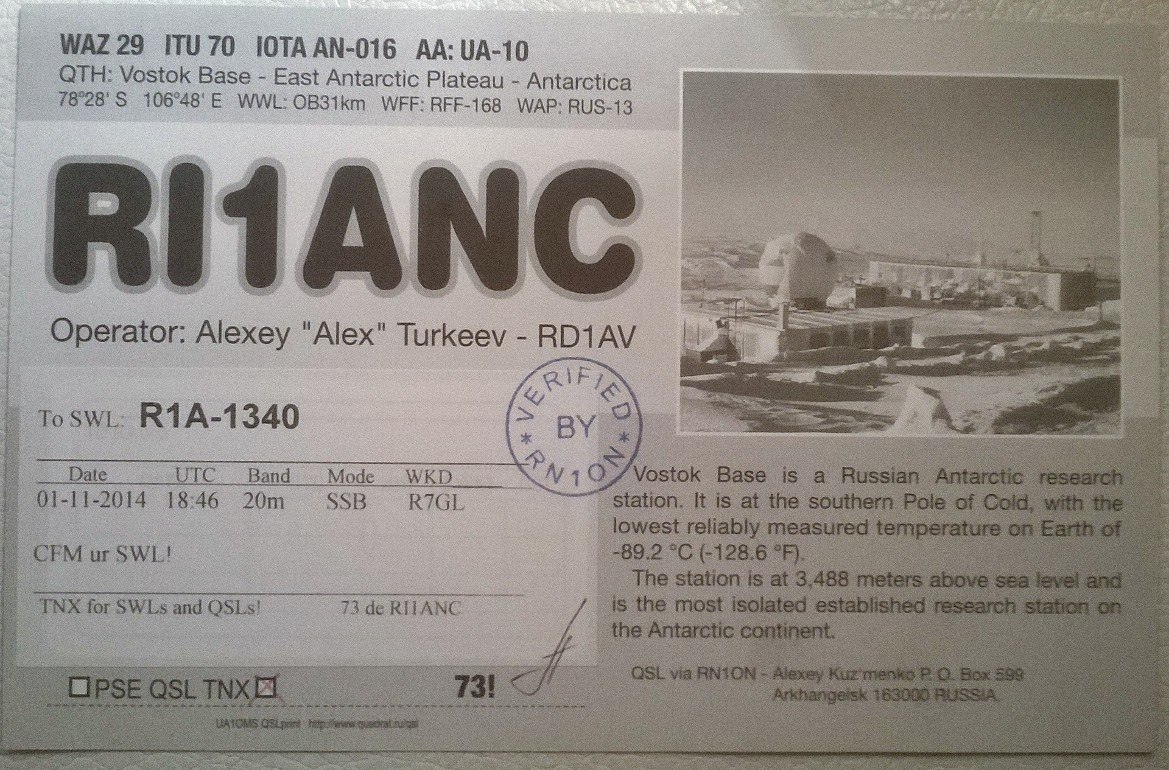 WAZ 29 ITU 70 IOTA AN-016 AA: UA-10
QTH: Vostok Base - East Antarctic Plateau - Antarctica
78°28' S 106°48' E WWL: OB31km WFF: RFF-168 WAP: RUS-13
RI1ANC
Operator: Alexey "Alex" Turkeev - RD1AV
To SWL: R1A-1340
VERIFIED
BY
* RN1ON *
Date UTC Band Mode WKD
01-11-2014 18:46 20m SSB R7GL
CFM ur SWL!
TNX for SWLs and QSLs! 73 de RI1ANC
PSE QSL TNX
73!
UA1OMS QSLprint http://www.quadrat.ru/qsl
Vostok Base is a Russian Antarctic research
station. It is at the southern Pole of Cold, with the
lowest reliably measured temperature on Earth of
-89.2 °C (-128.6 °F).
The station is at 3,488 meters above sea level and
is the most isolated established research station on
the Antarctic continent.
QSL via RN1ON - Alexey Kuz'menko P. O. Box 599
Arkhangelsk 163000 RUSSIA.